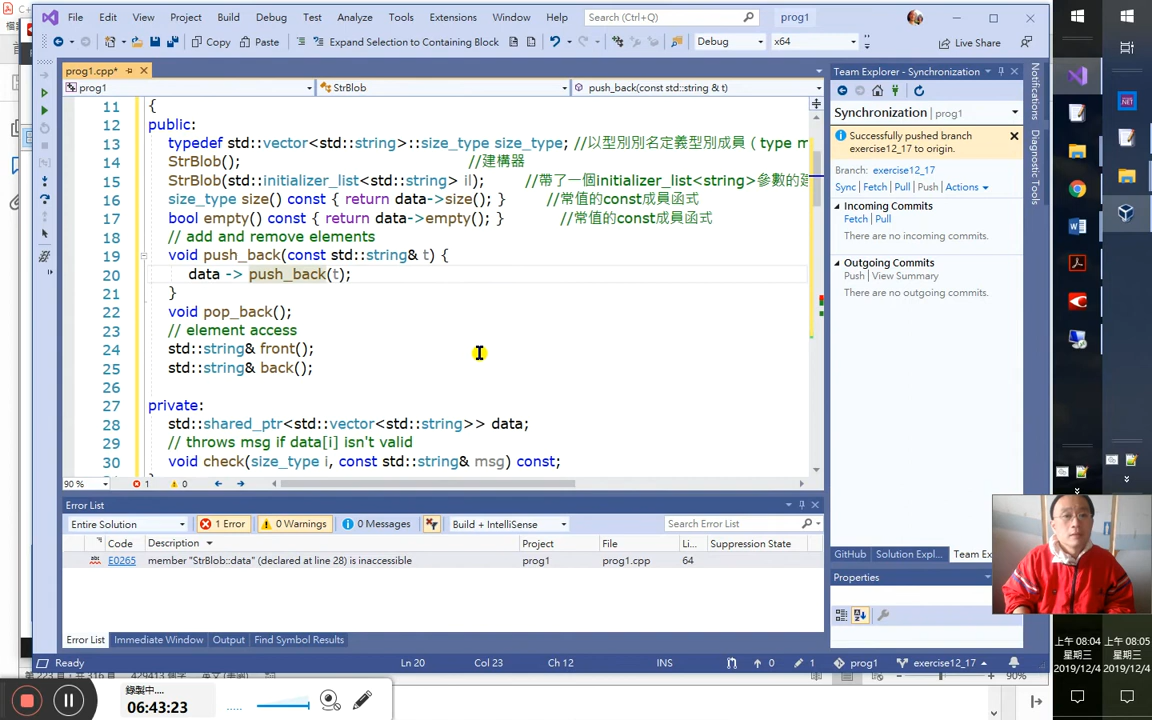 File Edit View Project Build Debug Test Analyze Tools Extensions Window Help Search (Ctrl+Q) prog1
Copy Paste Expand Selection to Containing Block Debug x64 Live Share
prog1.cpp*
prog1 StrBlob push_back(const std::string & t)
11 {
12 public:
13 typedef std::vector<std::string>::size_type size_type; //以型別別名定義型別成員（type m
14 StrBlob(); //建構器
15 StrBlob(std::initializer_list<std::string> il); //帶了一個initializer_list<string>參數的建
16 size_type size() const { return data->size(); } //常值的const成員函式
17 bool empty() const { return data->empty(); } //常值的const成員函式
18 // add and remove elements
19 void push_back(const std::string& t) {
20 data -> push_back(t);
21 }
22 void pop_back();
23 // element access
24 std::string& front();
25 std::string& back();
26
27 private:
28 std::shared_ptr<std::vector<std::string>> data;
29 // throws msg if data[i] isn't valid
30 void check(size_type i, const std::string& msg) const;
90 % 1 0
Error List
Entire Solution 1 Error 0 Warnings 0 Messages Build + IntelliSense Search Error List
Code Description Project File Li... Suppression State
E0265 member "StrBlob::data" (declared at line 28) is inaccessible prog1 prog1.cpp 64
Error List Immediate Window Output Find Symbol Results
Ready Ln 20 Col 23 Ch 12 INS 0 1 prog1 exercise12_17
Team Explorer - Synchronization
Synchronization prog1
Successfully pushed branch
exercise12_17 to origin.
Branch: exercise12_17
Sync Fetch Pull Push Actions
Incoming Commits
Fetch Pull
There are no incoming commits.
Outgoing Commits
Push View Summary
There are no outgoing commits.
GitHub Solution Expl... Team Ex
Properties
Notifications
Diagnostic Tools
錄製中....
06:43:23
90%
上午 08:04
星期三
2019/12/4
上午 08:05
星期三
2019/12/4